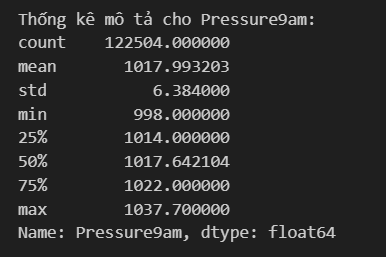 Thống kê mô tả cho Pressure9am:
count    122504.000000
mean       1017.993203
std           6.384000
min         998.000000
25%        1014.000000
50%        1017.642104
75%        1022.000000
max        1037.700000
Name: Pressure9am, dtype: float64